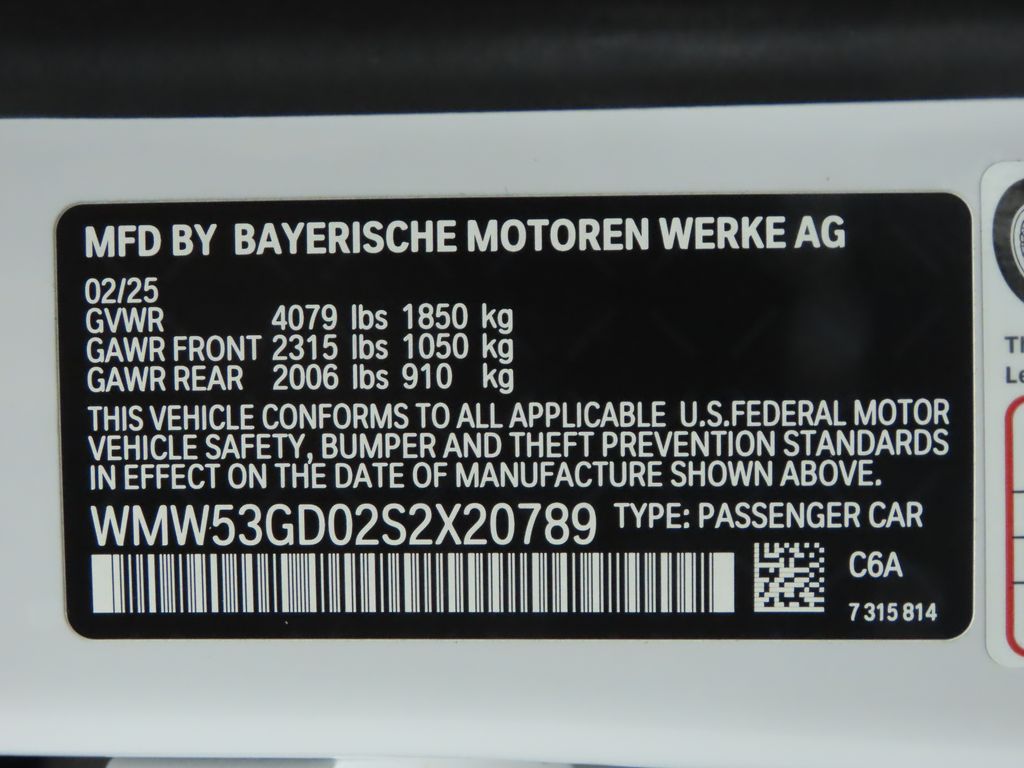 MFD BY BAYERISCHE MOTOREN WERKE AG
02/25
GVWR 4079 lbs 1850 kg
GAWR FRONT 2315 lbs 1050 kg
GAWR REAR 2006 lbs 910 kg
THIS VEHICLE CONFORMS TO ALL APPLICABLE U.S.FEDERAL MOTOR
VEHICLE SAFETY, BUMPER AND THEFT PREVENTION STANDARDS
IN EFFECT ON THE DATE OF MANUFACTURE SHOWN ABOVE.
WMW53GD02S2X20789 TYPE: PASSENGER CAR
C6A
7 315 814